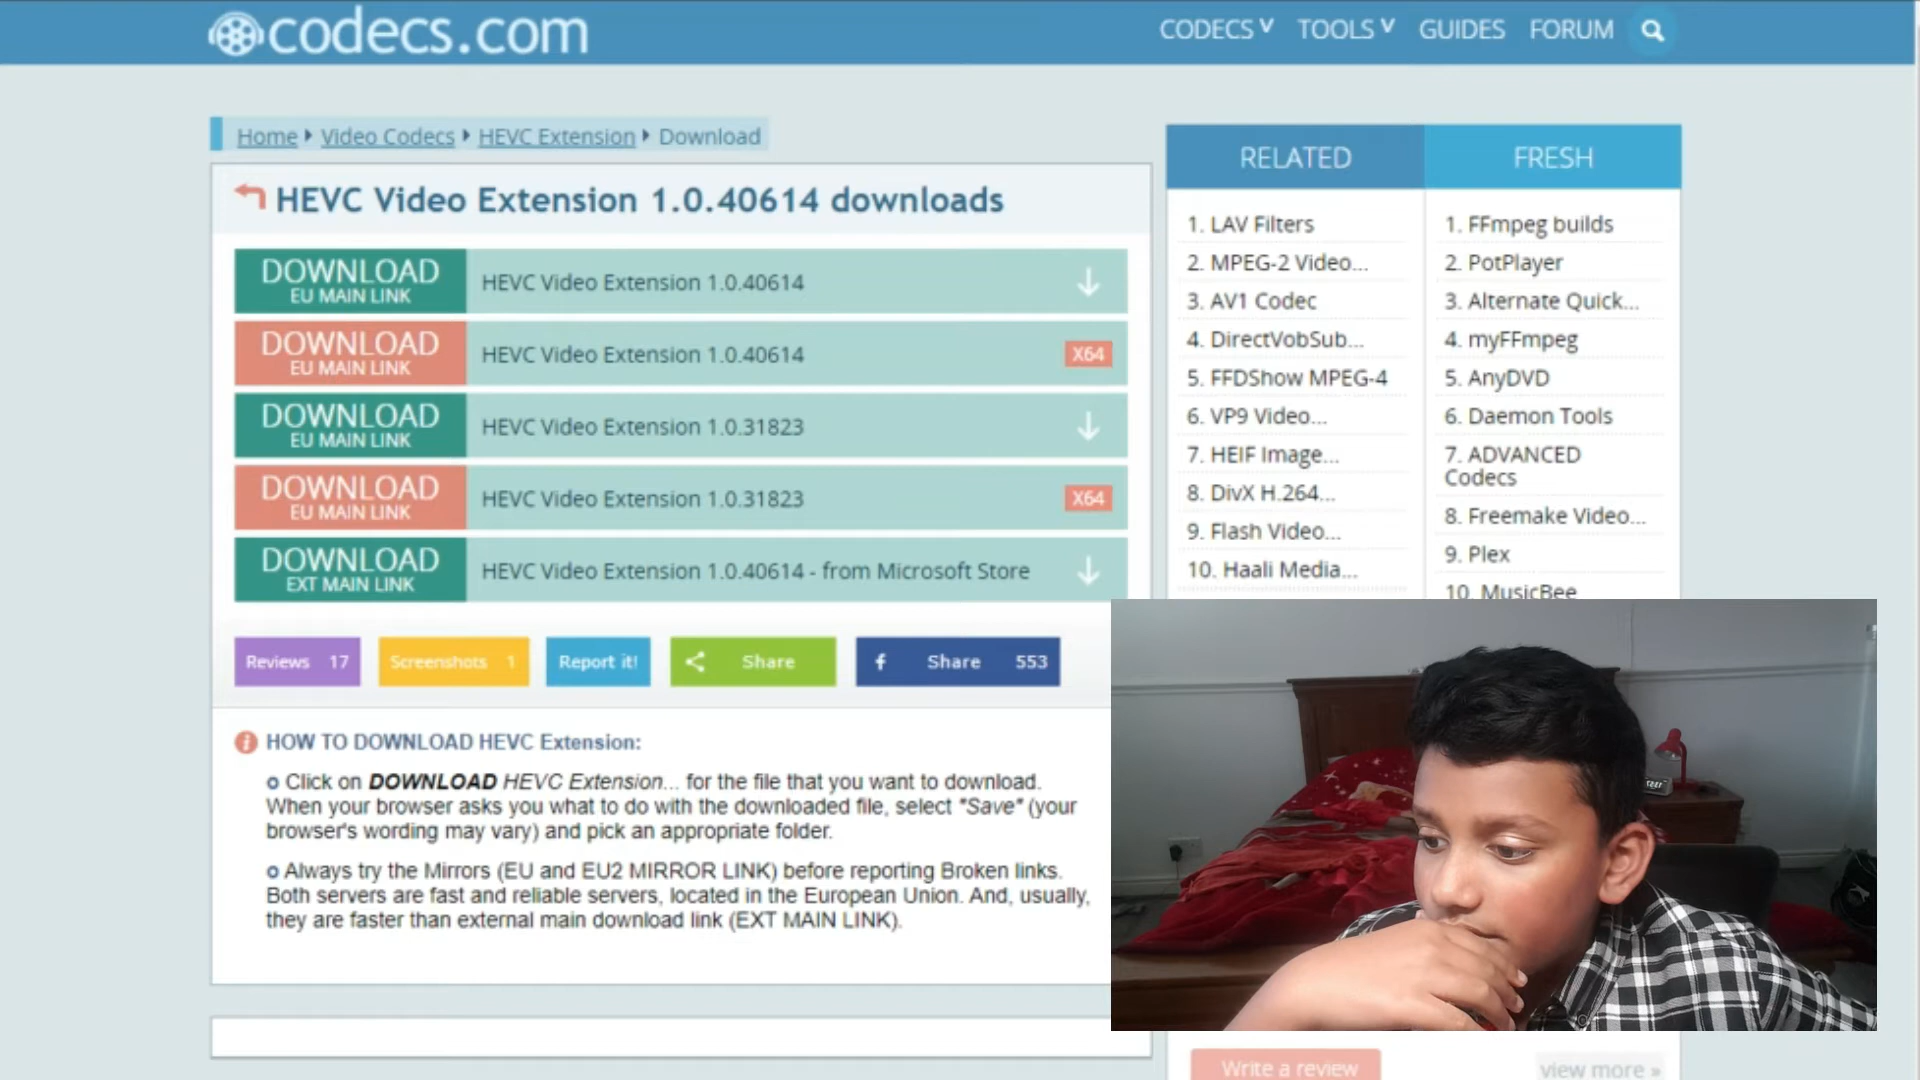 codecs.com
CODECS TOOLS GUIDES FORUM
Home Video Codecs HEVC Extension Download
HEVC Video Extension 1.0.40614 downloads
DOWNLOAD
EU MAIN LINK
HEVC Video Extension 1.0.40614
DOWNLOAD
EU MAIN LINK
HEVC Video Extension 1.0.40614
X64
DOWNLOAD
EU MAIN LINK
HEVC Video Extension 1.0.31823
DOWNLOAD
EU MAIN LINK
HEVC Video Extension 1.0.31823
X64
DOWNLOAD
EXT MAIN LINK
HEVC Video Extension 1.0.40614 - from Microsoft Store
Reviews 17
Screenshots 1
Report it!
Share
f Share 553
HOW TO DOWNLOAD HEVC Extension:
o Click on DOWNLOAD HEVC Extension... for the file that you want to download.
When your browser asks you what to do with the downloaded file, select "Save" (your
browser's wording may vary) and pick an appropriate folder.
o Always try the Mirrors (EU and EU2 MIRROR LINK) before reporting Broken links.
Both servers are fast and reliable servers, located in the European Union. And, usually,
they are faster than external main download link (EXT MAIN LINK).
RELATED
1. LAV Filters
2. MPEG-2 Video...
3. AV1 Codec
4. DirectVobSub...
5. FFDShow MPEG-4
6. VP9 Video...
7. HEIF Image...
8. DivX H.264...
9. Flash Video...
10. Haali Media...
FRESH
1. FFmpeg builds
2. PotPlayer
3. Alternate Quick...
4. myFFmpeg
5. AnyDVD
6. Daemon Tools
7. ADVANCED
Codecs
8. Freemake Video...
9. Plex
10. MusicBee
Write a review
view more »